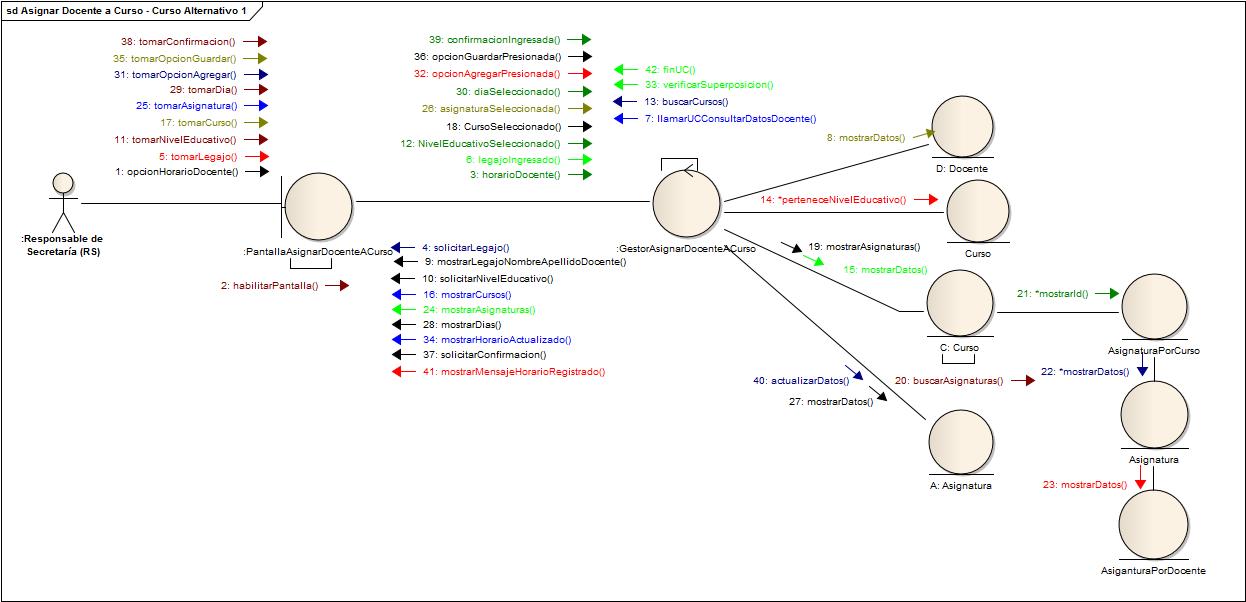 sd Asignar Docente a Curso - Curso Alternativo 1
38: tomarConfirmacion()
35: tomarOpcionGuardar()
31: tomarOpcionAgregar()
29: tomarDia()
25: tomarAsignatura()
17: tomarCurso()
11: tomarNivelEducativo()
5: tomarLegajo()
1: opcionHorarioDocente()
39: confirmacionIngresada()
36: opcionGuardarPresionada()
32: opcionAgregarPresionada()
30: diaSeleccionado()
26: asignaturaSeleccionada()
18: CursoSeleccionado()
12: NivelEducativoSeleccionado()
6: legajoIngresado()
3: horarioDocente()
42: finUC()
33: verificarSuperposicion()
13: buscarCursos()
7: llamarUCConsultarDatosDocente()
8: mostrarDatos()
D: Docente
14: *perteneceNivelEducativo()
Curso
:Responsable de
Secretaría (RS)
:PantallaAsignarDocenteACurso
2: habilitarPantalla()
:GestorAsignarDocenteACurso
4: solicitarLegajo()
9: mostrarLegajoNombreApellidoDocente()
10: solicitarNivelEducativo()
16: mostrarCursos()
24: mostrarAsignaturas()
28: mostrarDias()
34: mostrarHorarioActualizado()
37: solicitarConfirmacion()
41: mostrarMensajeHorarioRegistrado()
19: mostrarAsignaturas()
15: mostrarDatos()
C: Curso
21: *mostrarId()
AsignaturaPorCurso
40: actualizarDatos()
20: buscarAsignaturas()
22: *mostrarDatos()
27: mostrarDatos()
A: Asignatura
Asignatura
23: mostrarDatos()
AsiganturaPorDocente